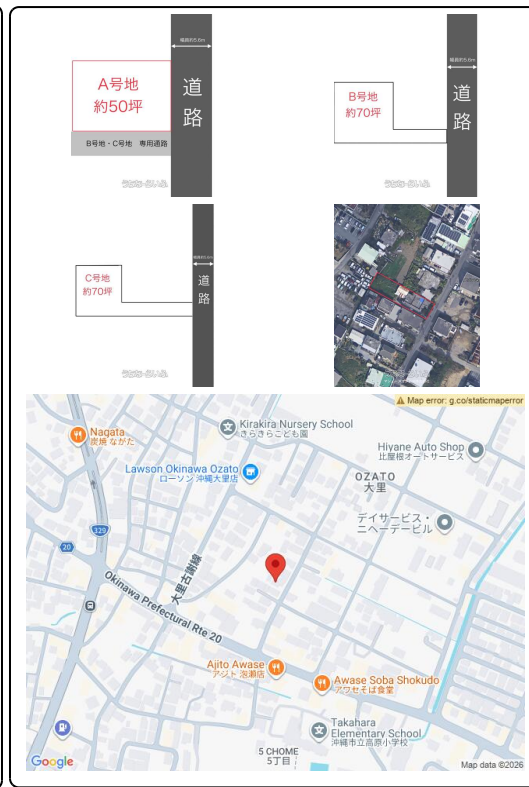 幅員約5.6m
A号地
約50坪
道路
B号地・C号地 専用通路
幅員約5.6m
B号地
約70坪
道路
C号地
約70坪
道路
Map error: g.co/staticmaperror
Nagata
炭焼 ながた
Kirakira Nursery School
きらきらこども園
Hiyane Auto Shop
比屋根オートサービス
Lawson Okinawa Ozato
ローソン 沖縄大里店
OZATO
大里
デイサービス・
ニヘーデービル
329
20
大里古謝線
Okinawa Prefectural Rte 20
Ajito Awase
アジト 泡瀬店
Awase Soba Shokudo
アワセそば食堂
Takahara
Elementary School
沖縄市立高原小学校
5 CHOME
5丁目
Google
Map data ©2026